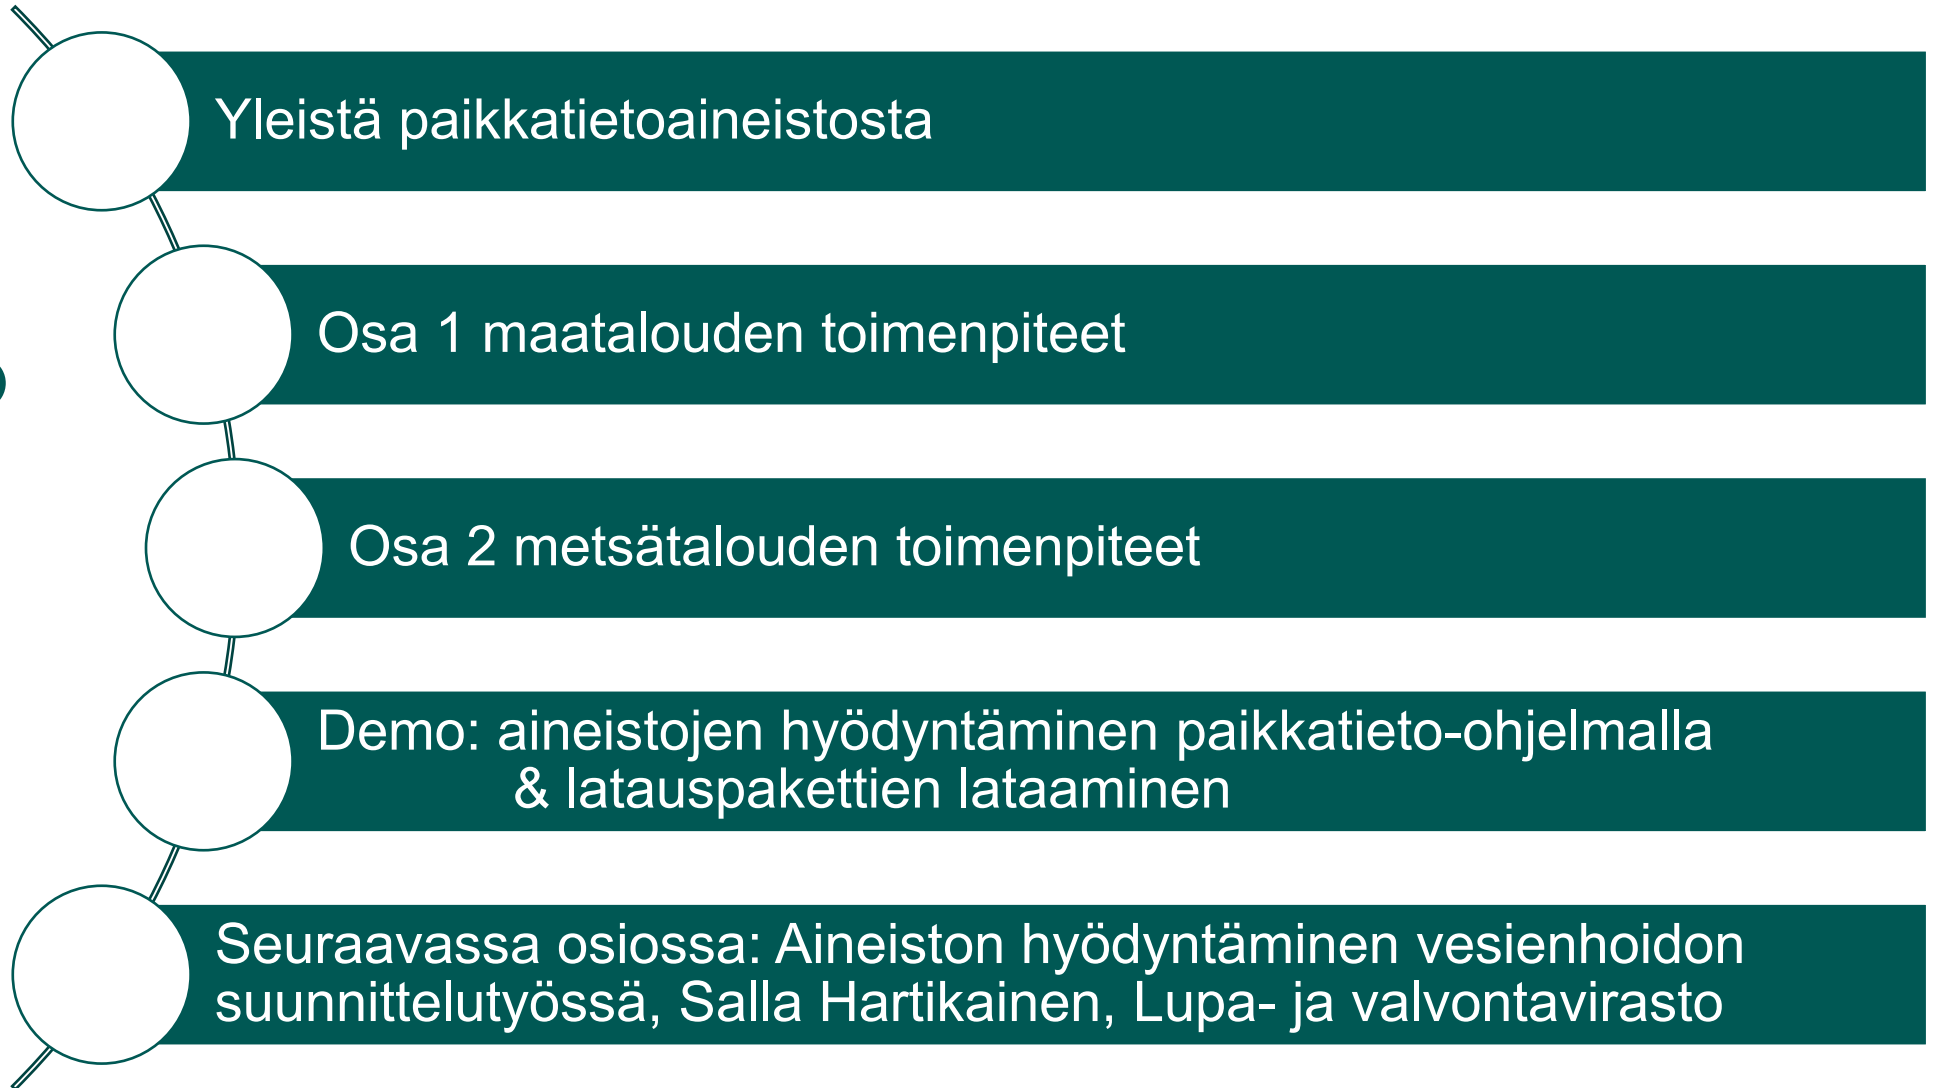 Yleistä paikkatietoaineistosta
Osa 1 maatalouden toimenpiteet
Osa 2 metsätalouden toimenpiteet
Demo: aineistojen hyödyntäminen paikkatieto-ohjelmalla
& latauspakettien lataaminen
Seuraavassa osiossa: Aineiston hyödyntäminen vesienhoidon
suunnittelutyössä, Salla Hartikainen, Lupa- ja valvontavirasto